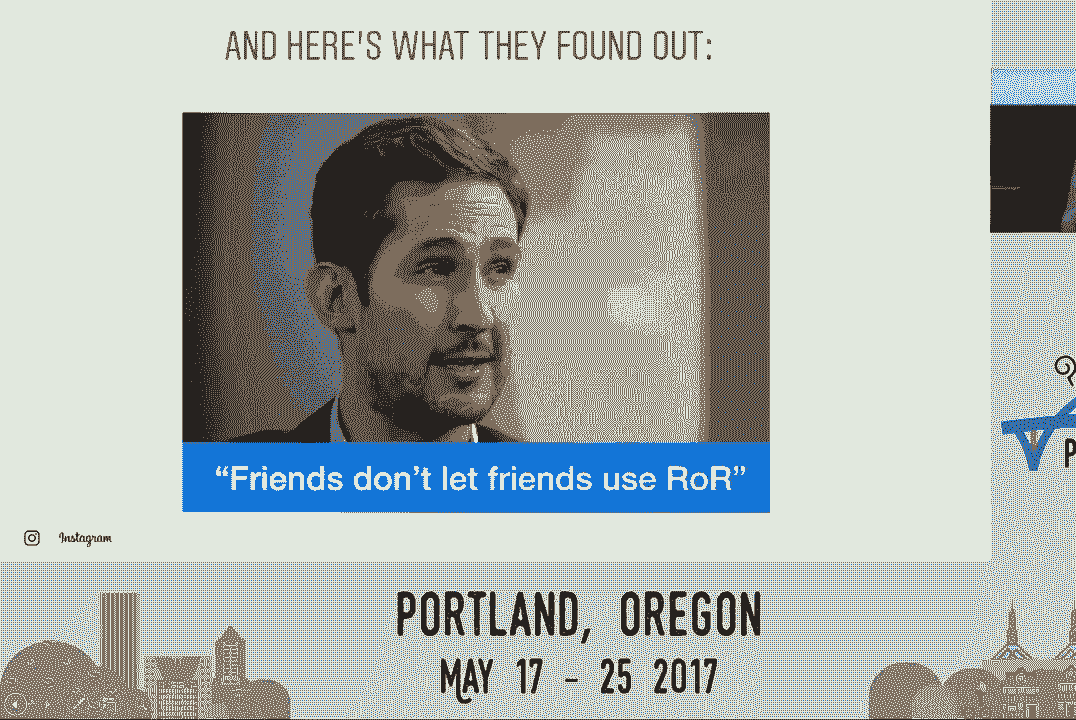 AND HERE'S WHAT THEY FOUND OUT:
“Friends don’t let friends use RoR”
Instagram
PORTLAND, OREGON
MAY 17 - 25 2017